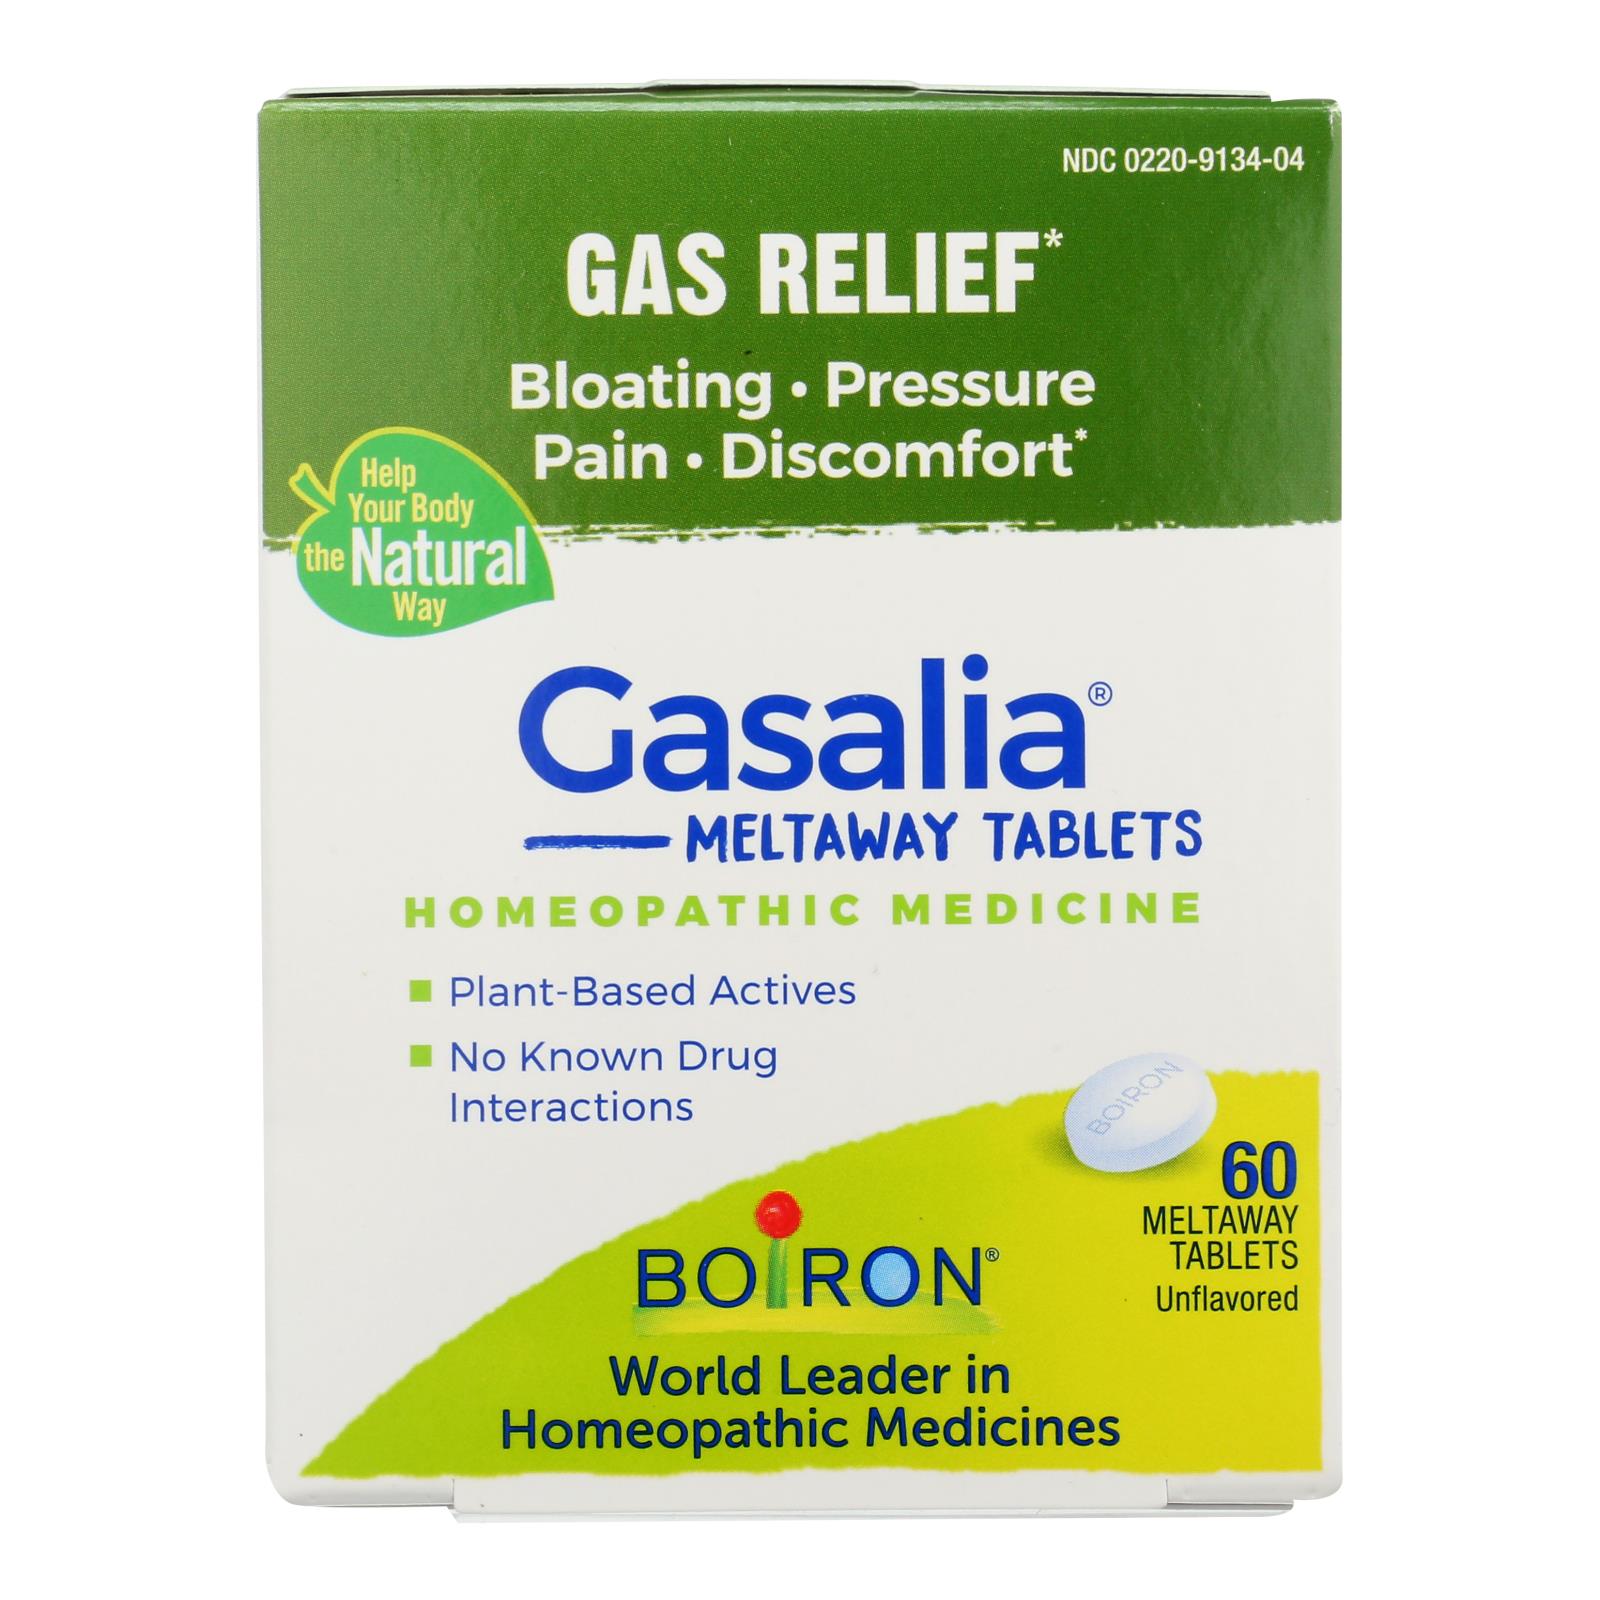 NDC 0220-9134-04
GAS RELIEF*
Bloating • Pressure
Pain • Discomfort*
Help
Your Body
the Natural
Way
Gasalia®
MELTAWAY TABLETS
HOMEOPATHIC MEDICINE
Plant-Based Actives
No Known Drug
Interactions
BOIRON
60
MELTAWAY
TABLETS
Unflavored
BOIRON®
World Leader in
Homeopathic Medicines